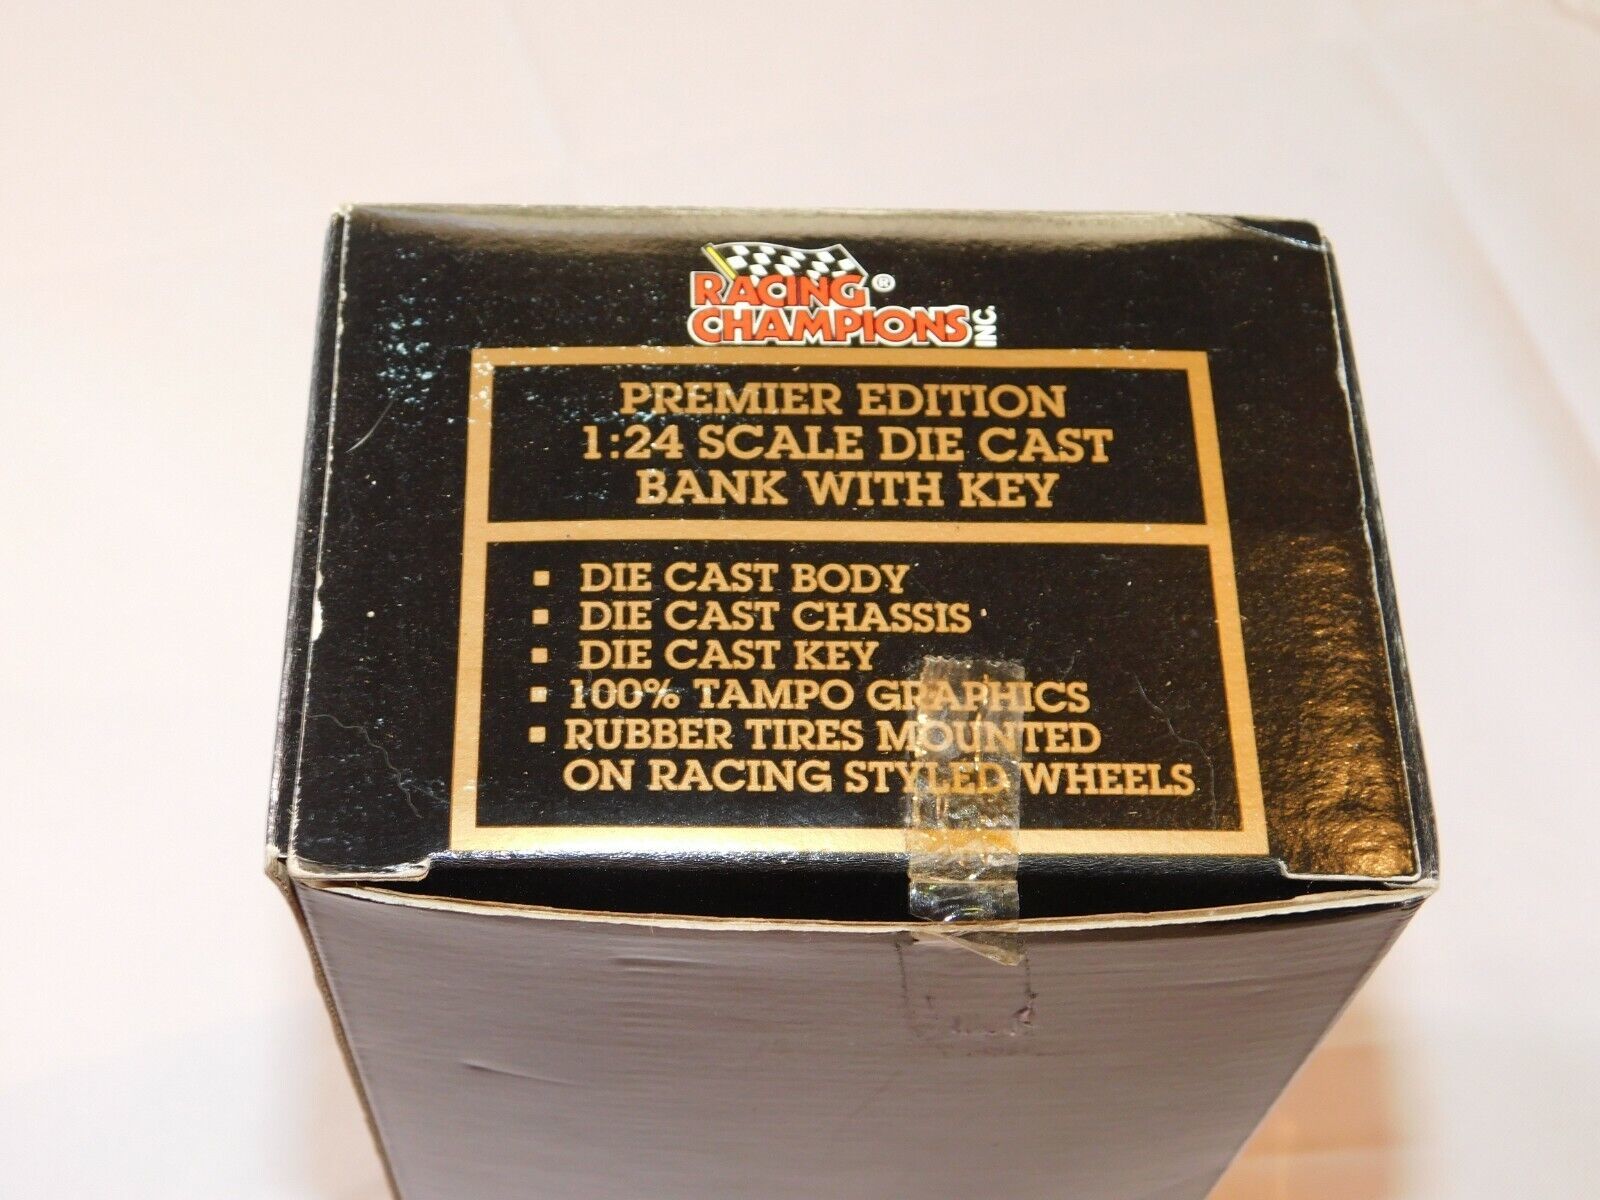 RACING ®
CHAMPIONS INC.
PREMIER EDITION
1:24 SCALE DIE CAST
BANK WITH KEY
▪ DIE CAST BODY
▪ DIE CAST CHASSIS
▪ DIE CAST KEY
▪ 100% TAMPO GRAPHICS
▪ RUBBER TIRES MOUNTED
ON RACING STYLED WHEELS